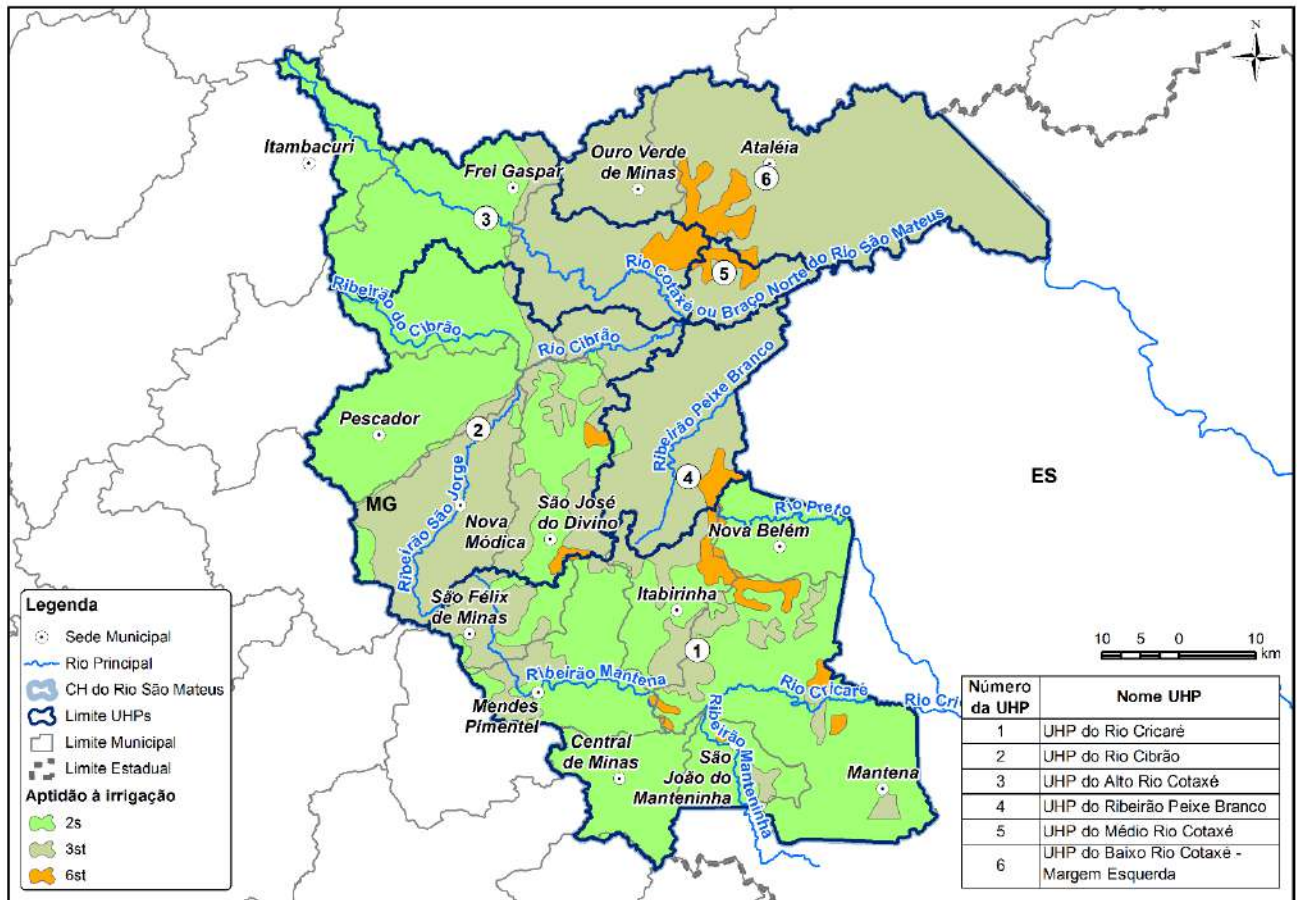 N
Itambacuri
Frei Gaspar
Ouro Verde
de Minas
Ataléia
6
3
5
Rio Cotaxé ou Braço Norte do Rio São Mateus
Ribeirão do Cibrão
Rio Cibrão
Ribeirão Peixe Branco
Pescador
2
4
ES
MG
Ribeirão São Jorge
Nova
Módica
São José
do Divino
Rio Preto
Nova Belém
São Félix
de Minas
Itabirinha
1
Ribeirão Mantena
Rio Cricaré
Rio Cri
Mendes
Pimentel
Ribeirão Manteninha
Central
de Minas
São
João do
Manteninha
Mantena
Legenda
Sede Municipal
Rio Principal
CH do Rio São Mateus
Limite UHPs
Limite Municipal
Limite Estadual
Aptidão à irrigação
2s
3st
6st
10 5 0 10
km
Número
da UHP
Nome UHP
1 UHP do Rio Cricaré
2 UHP do Rio Cibrão
3 UHP do Alto Rio Cotaxé
4 UHP do Ribeirão Peixe Branco
5 UHP do Médio Rio Cotaxé
6 UHP do Baixo Rio Cotaxé -
Margem Esquerda